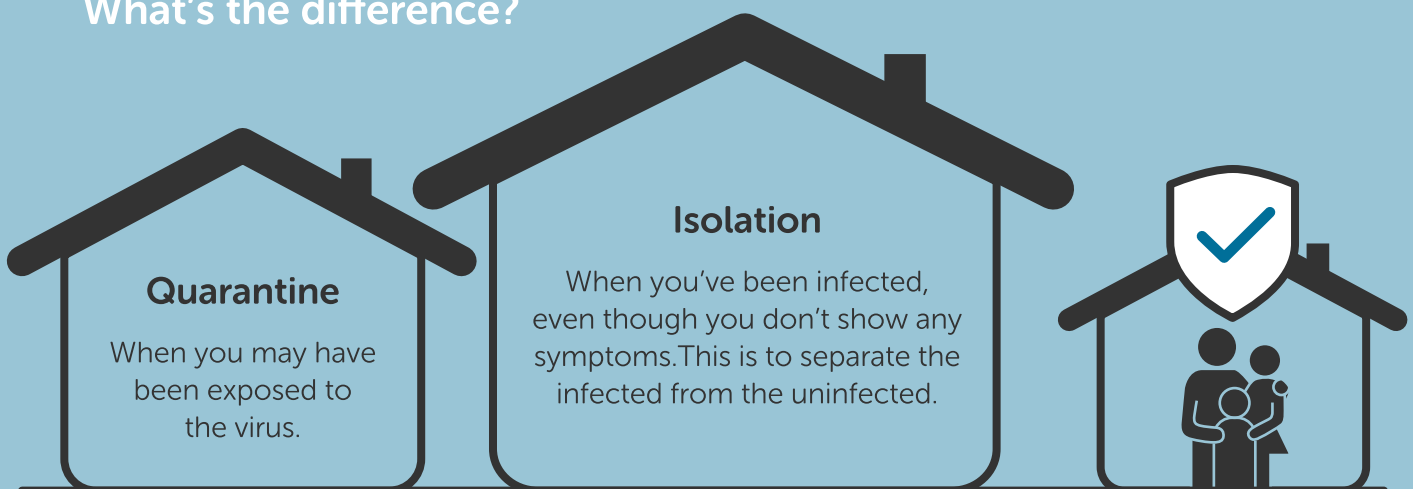 What's the difference?
Quarantine
When you may have
been exposed to
the virus.
Isolation
When you've been infected,
even though you don't show any
symptoms.This is to separate the
infected from the uninfected.